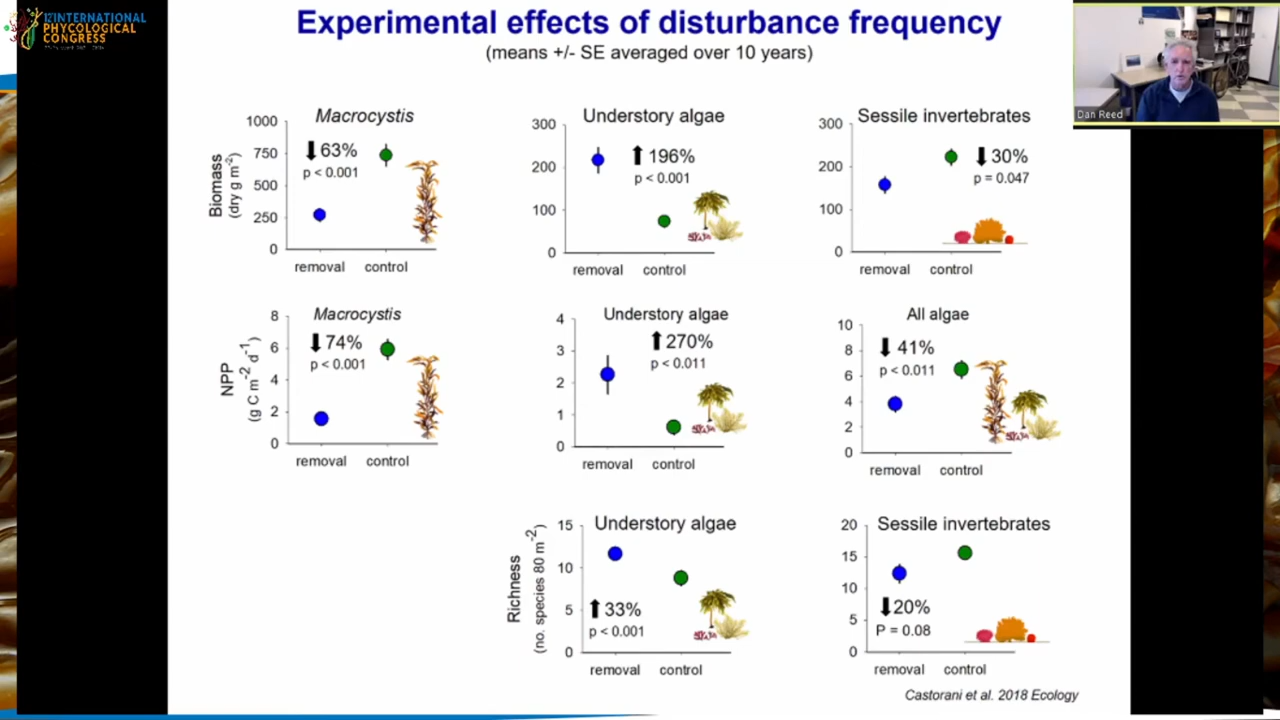 12th INTERNATIONAL
PHYCOLOGICAL
CONGRESS
Experimental effects of disturbance frequency
(means +/- SE averaged over 10 years)
Dan Reed
Macrocystis
Biomass
(dry g m-2)
1000
750
500
250
0
63%
p < 0.001
removal control
Understory algae
300
200
100
0
196%
p < 0.001
removal control
Sessile invertebrates
300
200
100
0
30%
p = 0.047
removal control
Macrocystis
NPP
(g C m-2 d-1)
8
6
4
2
0
74%
p < 0.001
removal control
Understory algae
4
3
2
1
0
270%
p < 0.011
removal control
All algae
10
8
6
4
2
0
41%
p < 0.011
removal control
Understory algae
Richness
(no. species 80 m-2)
15
10
5
0
33%
p < 0.001
removal control
Sessile invertebrates
20
15
10
5
0
20%
P = 0.08
removal control
Castorani et al. 2018 Ecology